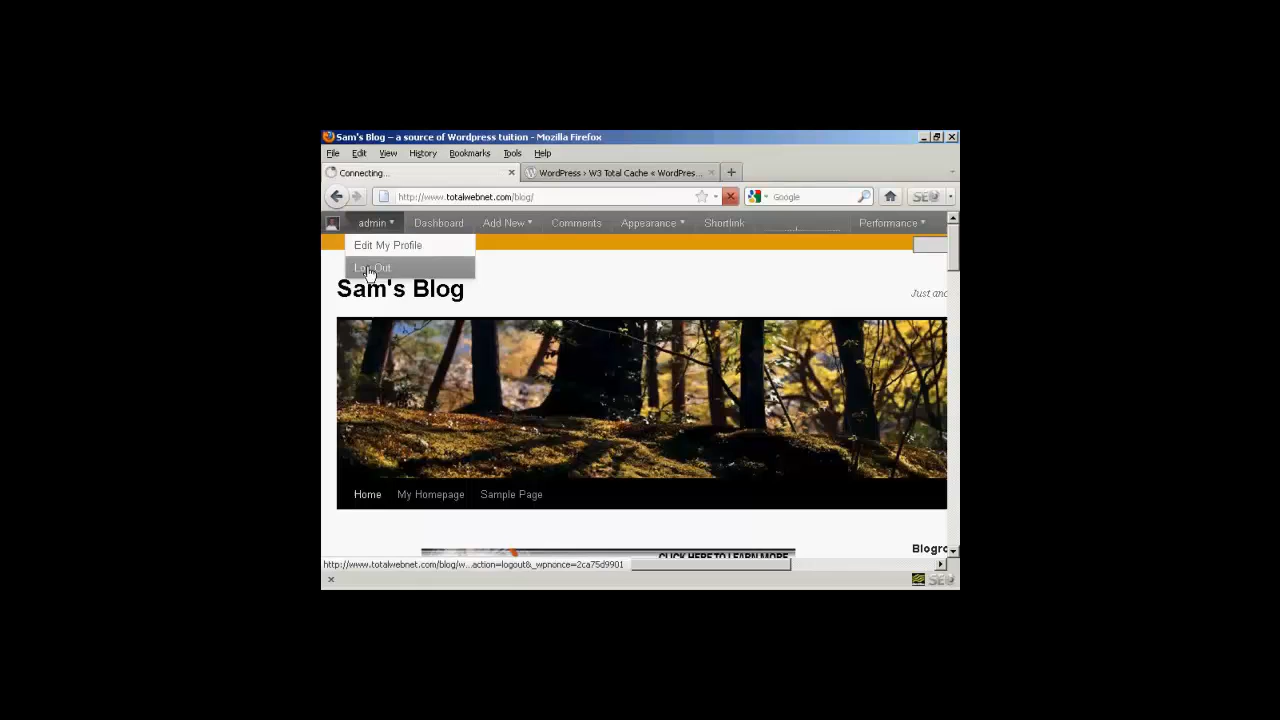 Sam's Blog – a source of Wordpress tuition - Mozilla Firefox
File Edit View History Bookmarks Tools Help
Connecting... WordPress › W3 Total Cache « WordPres...
http://www.totalwebnet.com/blog/ Google
admin Dashboard Add New Comments Appearance Shortlink Performance
Edit My Profile
Log Out
Sam's Blog
Just and
Home My Homepage Sample Page
CLICK HERE TO LEARN MORE
Blogro
http://www.totalwebnet.com/blog/w...action=logout&_wpnonce=2ca75d9901